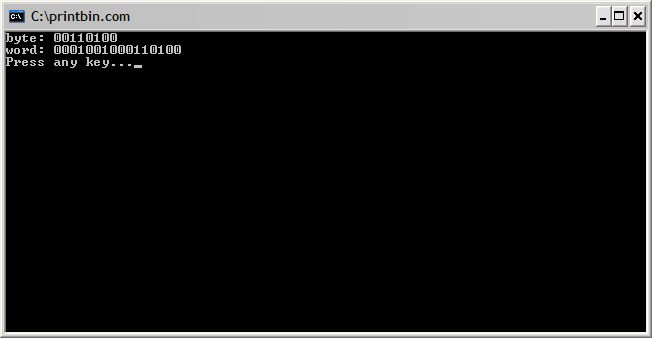 C:\printbin.com
byte: 00110100
word: 0001001000110100
Press any key..._